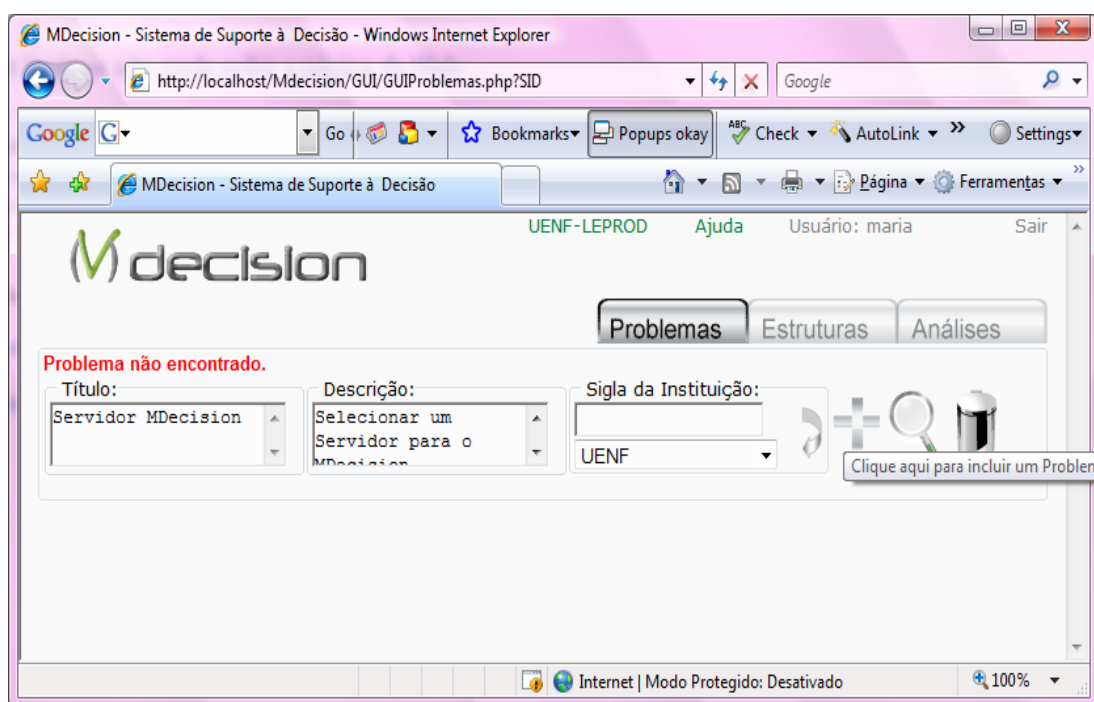 MDecision - Sistema de Suporte à Decisão - Windows Internet Explorer
http://localhost/Mdecision/GUI/GUIProblemas.php?SID
Google
Google G Go Bookmarks Popups okay ABC Check AutoLink » Settings
MDecision - Sistema de Suporte à Decisão Página Ferramentas »
UENF-LEPROD Ajuda Usuário: maria Sair
(M) decision
Problemas Estruturas Análises
Problema não encontrado.
Título: Descrição: Sigla da Instituição:
Servidor MDecision Selecionar um
Servidor para o
MDecision
UENF
Clique aqui para incluir um Problem
Internet | Modo Protegido: Desativado 100%